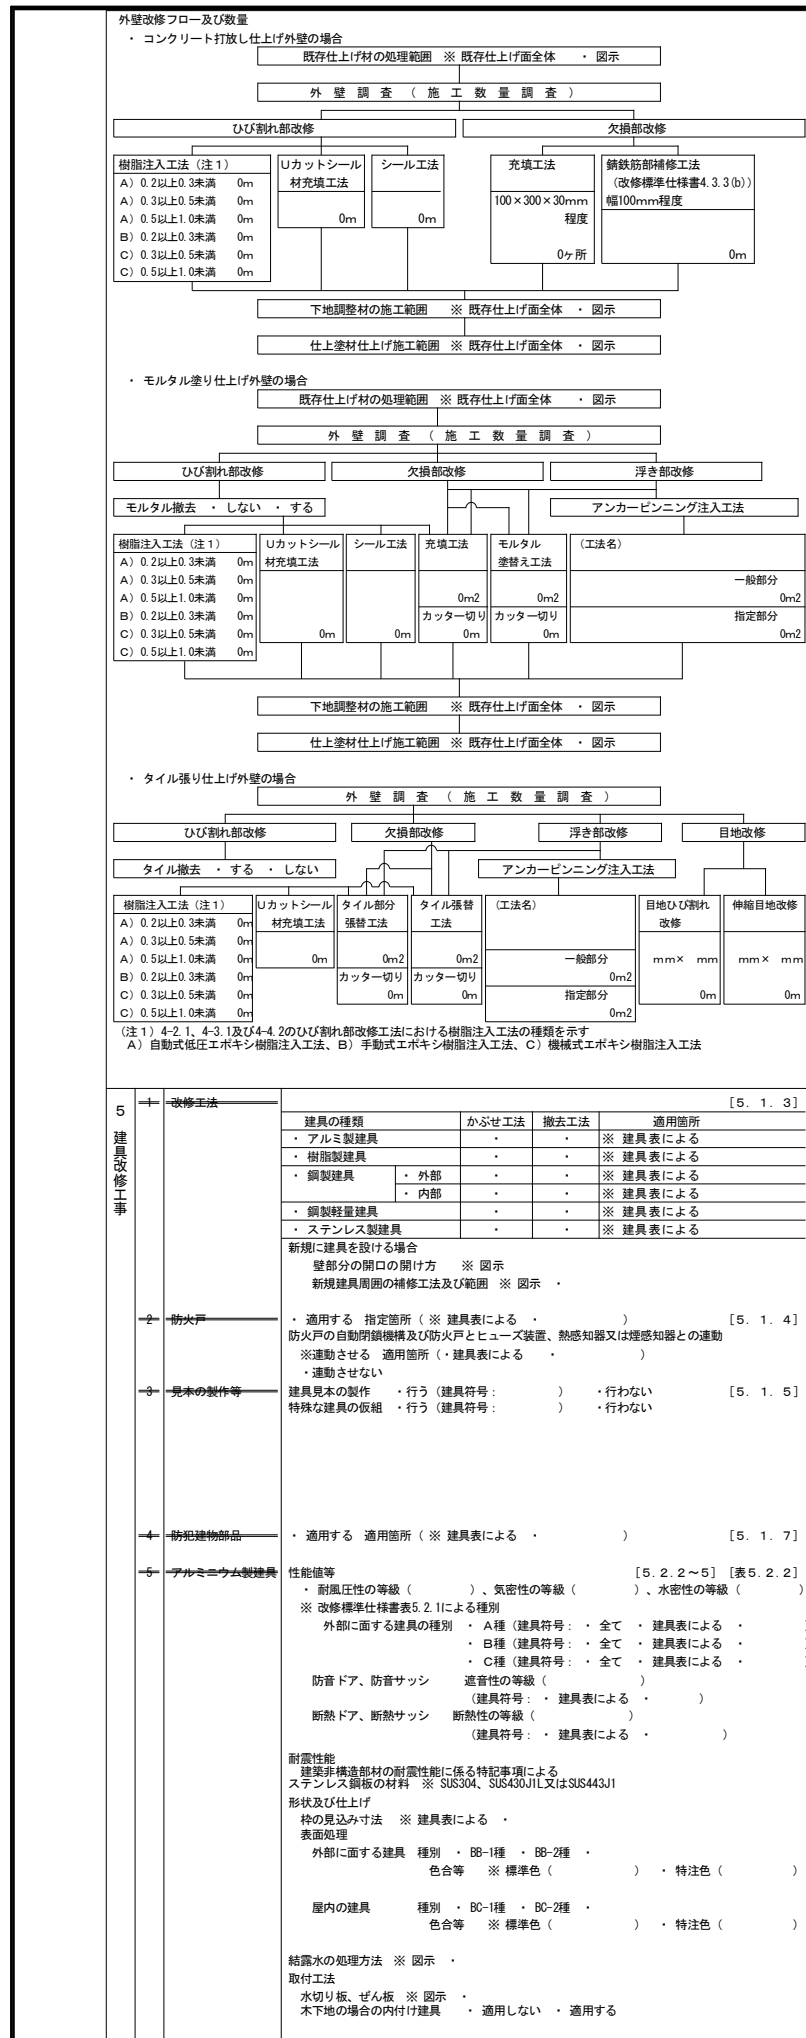 外壁改修フロー及び数量
・ コンクリート打放し仕上げ外壁の場合
既存仕上げ材の処理範囲 ※ 既存仕上げ面全体 ・ 図示
外 壁 調 査 ( 施 工 数 量 調 査 )
ひび割れ部改修
欠損部改修
樹脂注入工法（注１）
A）0.2以上0.3未満 0m
A）0.3以上0.5未満 0m
A）0.5以上1.0未満 0m
B）0.2以上0.3未満 0m
C）0.3以上0.5未満 0m
C）0.5以上1.0未満 0m
Uカットシール
材充填工法
0m
シール工法
0m
充填工法
100×300×30mm
程度
0ヶ所
錆鉄筋部補修工法
（改修標準仕様書4.3.3(b)）
幅100mm程度
0m
下地調整材の施工範囲 ※ 既存仕上げ面全体 ・ 図示
仕上塗材仕上げ施工範囲 ※ 既存仕上げ面全体 ・ 図示
・ モルタル塗り仕上げ外壁の場合
既存仕上げ材の処理範囲 ※ 既存仕上げ面全体 ・ 図示
外 壁 調 査 ( 施 工 数 量 調 査 )
ひび割れ部改修
欠損部改修
浮き部改修
モルタル撤去 ・ しない ・ する
アンカーピンニング注入工法
樹脂注入工法（注１）
A）0.2以上0.3未満 0m
A）0.3以上0.5未満 0m
A）0.5以上1.0未満 0m
B）0.2以上0.3未満 0m
C）0.3以上0.5未満 0m
C）0.5以上1.0未満 0m
Uカットシール
材充填工法
0m
シール工法
0m
充填工法
0m2
カッター切り
0m
モルタル
塗替え工法
0m2
カッター切り
0m
（工法名）
一般部分
0m2
指定部分
0m2
下地調整材の施工範囲 ※ 既存仕上げ面全体 ・ 図示
仕上塗材仕上げ施工範囲 ※ 既存仕上げ面全体 ・ 図示
・ タイル張り仕上げ外壁の場合
外 壁 調 査 ( 施 工 数 量 調 査 )
ひび割れ部改修
欠損部改修
浮き部改修
目地改修
タイル撤去 ・ する ・ しない
アンカーピンニング注入工法
樹脂注入工法（注１）
A）0.2以上0.3未満 0m
A）0.3以上0.5未満 0m
A）0.5以上1.0未満 0m
B）0.2以上0.3未満 0m
C）0.3以上0.5未満 0m
C）0.5以上1.0未満 0m
Uカットシール
材充填工法
0m
タイル部分
張替工法
0m2
カッター切り
0m
タイル張替
工法
0m2
カッター切り
0m
（工法名）
一般部分
0m2
指定部分
0m2
目地ひび割れ
改修
mm× mm
0m
伸縮目地改修
mm× mm
0m
（注１）4-2.1、4-3.1及び4-4.2のひび割れ部改修工法における樹脂注入工法の種類を示す
A）自動式低圧エポキシ樹脂注入工法、B）手動式エポキシ樹脂注入工法、C）機械式エポキシ樹脂注入工法
5 建具改修工事
1 改修工法 [5. 1. 3]
建具の種類 かぶせ工法 撤去工法 適用箇所
・ アルミ製建具 ・ ・ ※ 建具表による
・ 樹脂製建具 ・ ・ ※ 建具表による
・ 鋼製建具 ・ 外部 ・ ・ ※ 建具表による
・ 内部 ・ ・ ※ 建具表による
・ 鋼製軽量建具 ・ ・ ※ 建具表による
・ ステンレス製建具 ・ ・ ※ 建具表による
新規に建具を設ける場合
壁部分の開口の開け方 ※ 図示
新規建具周囲の補修工法及び範囲 ※ 図示 ・
2 防火戸 ・ 適用する 指定箇所（ ※ 建具表による ・ ） [5. 1. 4]
防火戸の自動閉鎖機構及び防火戸とヒューズ装置、熱感知器又は煙感知器との連動
※連動させる 適用箇所（・建具表による ・ ）
・連動させない
3 見本の製作等 建具見本の製作 ・行う（建具符号： ） ・行わない [5. 1. 5]
特殊な建具の仮組 ・行う（建具符号： ） ・行わない
4 防犯建物部品 ・ 適用する 適用箇所（ ※ 建具表による ・ ） [5. 1. 7]
5 アルミニウム製建具 性能値等 [5. 2. 2～5] [表5. 2. 2]
・ 耐風圧性の等級（ ）、気密性の等級（ ）、水密性の等級（ ）
※ 改修標準仕様書表5.2.1による種別
外部に面する建具の種別 ・ A種（建具符号： ・ 全て ・ 建具表による ・
・ B種（建具符号： ・ 全て ・ 建具表による ・
・ C種（建具符号： ・ 全て ・ 建具表による ・
防音ドア、防音サッシ 遮音性の等級（ ）
（建具符号： ・ 建具表による ・ ）
断熱ドア、断熱サッシ 断熱性の等級（ ）
（建具符号： ・ 建具表による ・ ）
耐震性能
建築非構造部材の耐震性能に係る特記事項による
ステンレス鋼板の材料 ※ SUS304、SUS430J1L又はSUS443J1
形状及び仕上げ
枠の見込み寸法 ※ 建具表による ・
表面処理
外部に面する建具 種別 ・ BB-1種 ・ BB-2種 ・
色合等 ※ 標準色（ ） ・ 特注色（ ）
屋内の建具 種別 ・ BC-1種 ・ BC-2種 ・
色合等 ※ 標準色（ ） ・ 特注色（ ）
結露水の処理方法 ※ 図示 ・
取付工法
水切り板、ぜん板 ※ 図示 ・
木下地の場合の内付け建具 ・ 適用しない ・ 適用する